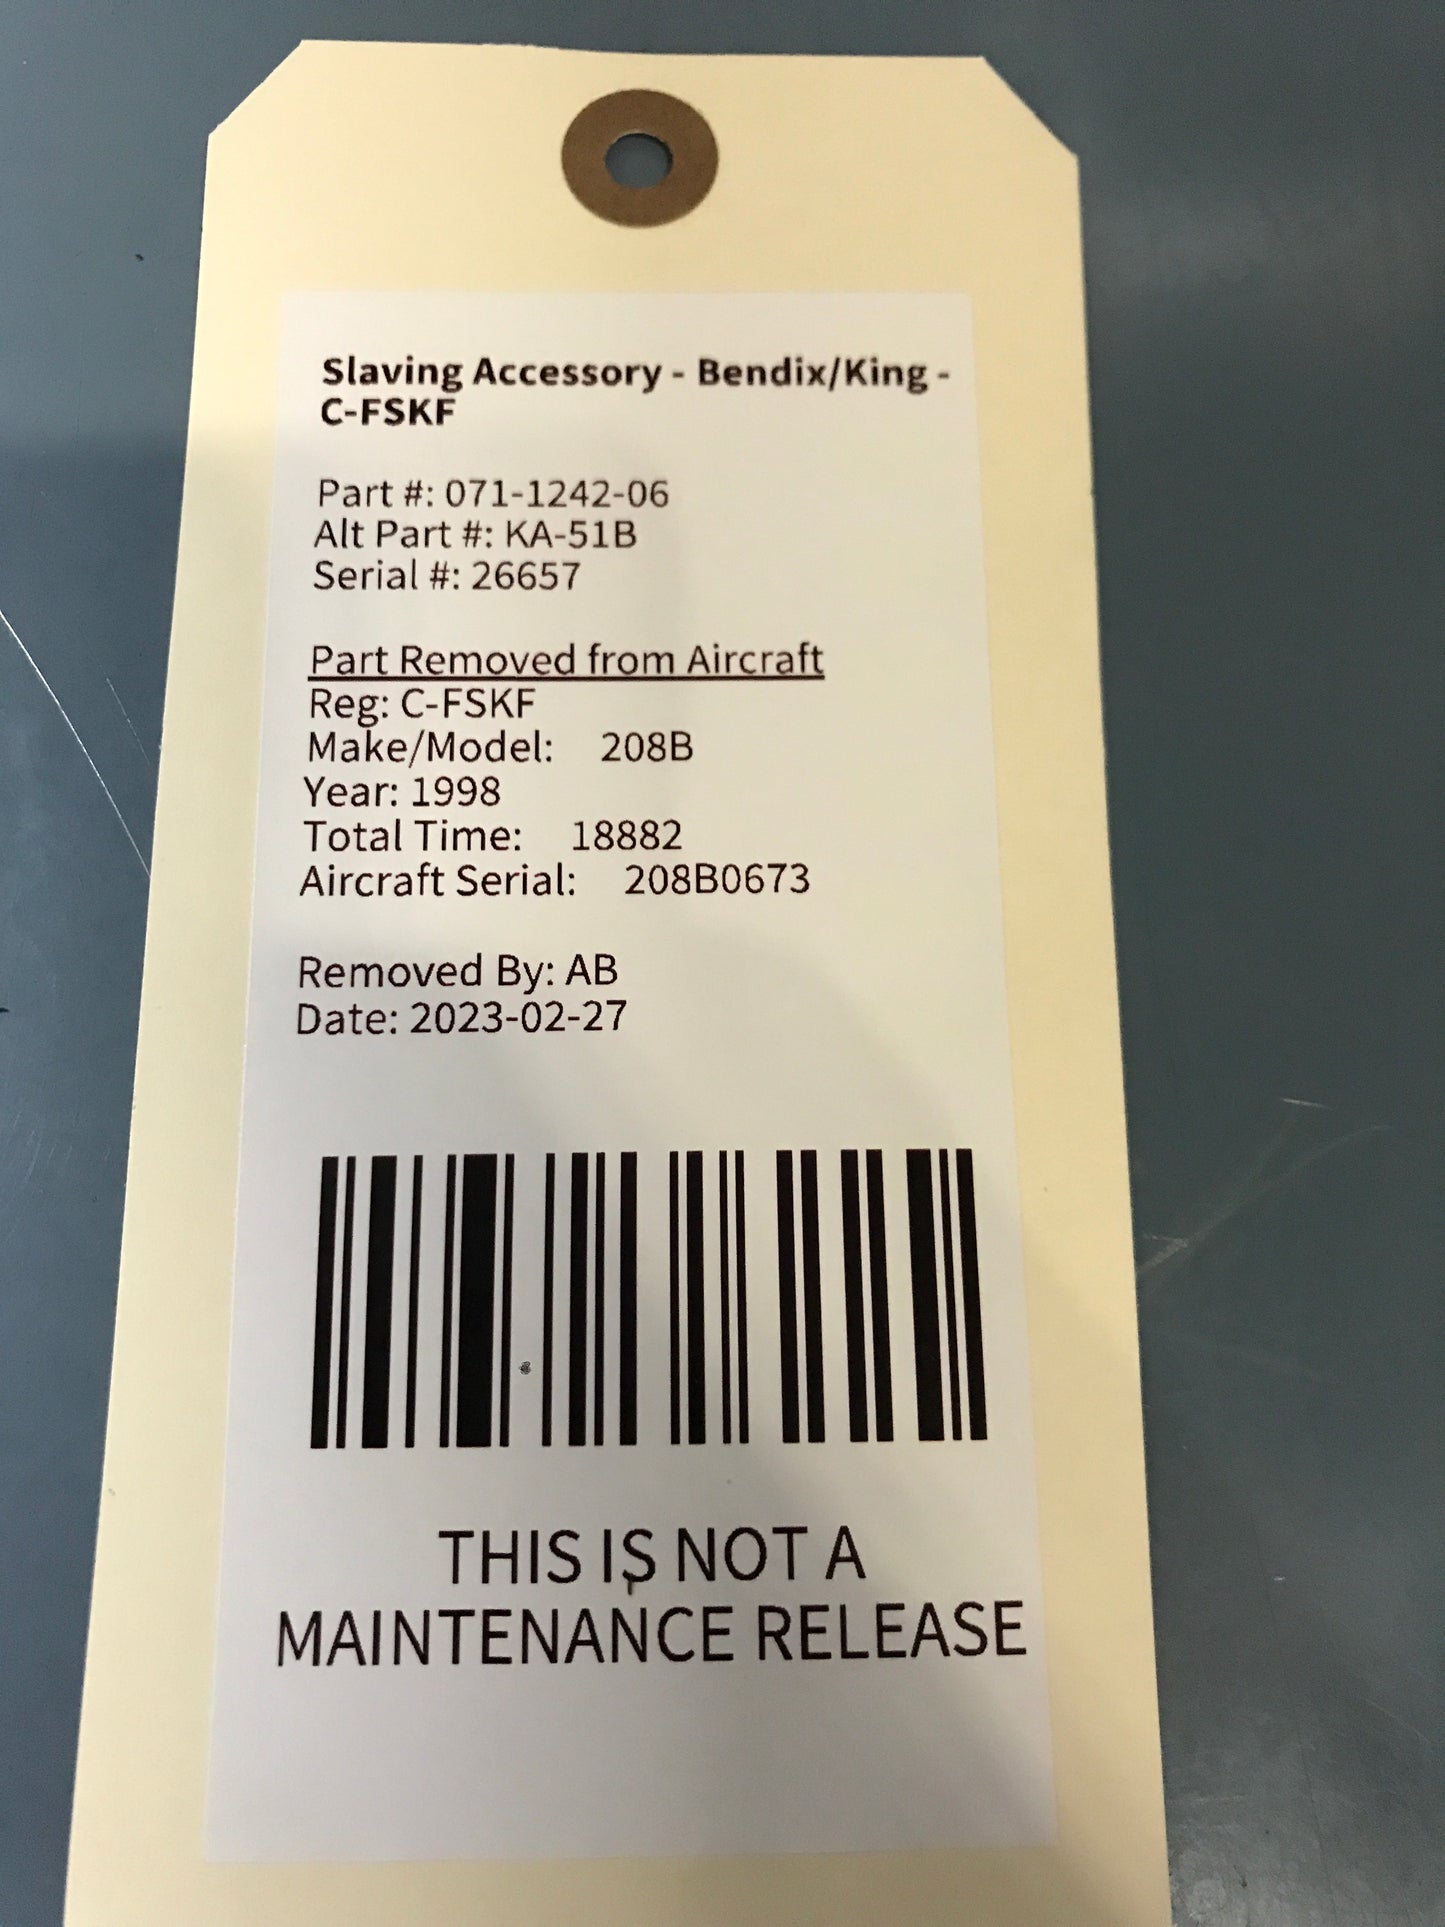 Slaving Accessory - Bendix/King -
C-FSKF
Part #: 071-1242-06
Alt Part #: KA-51B
Serial #: 26657
Part Removed from Aircraft
Reg: C-FSKF
Make/Model: 208B
Year: 1998
Total Time: 18882
Aircraft Serial: 208B0673
Removed By: AB
Date: 2023-02-27
THIS IS NOT A
MAINTENANCE RELEASE